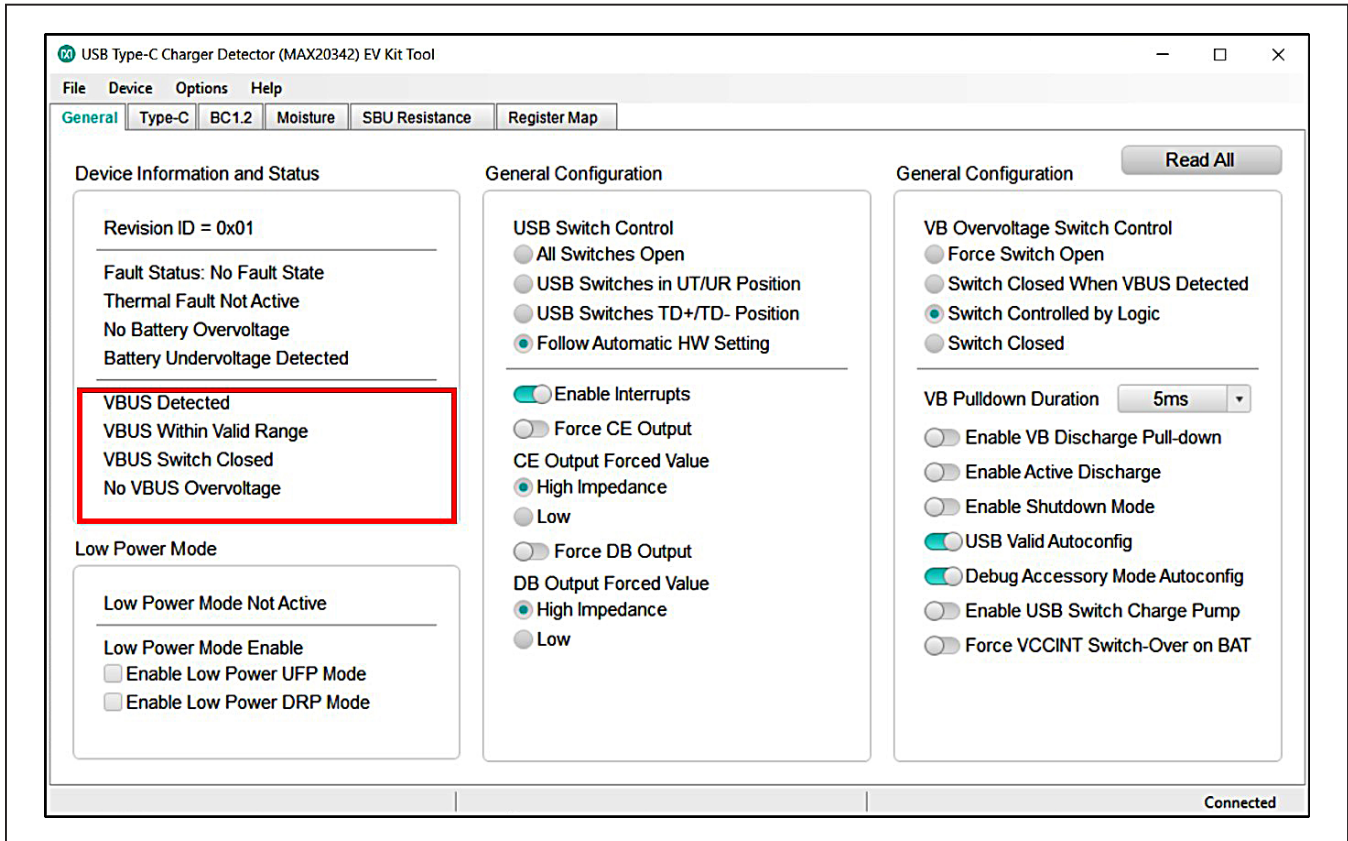 USB Type-C Charger Detector (MAX20342) EV Kit Tool
File Device Options Help
General Type-C BC1.2 Moisture SBU Resistance Register Map
Read All
Device Information and Status
Revision ID = 0x01
Fault Status: No Fault State
Thermal Fault Not Active
No Battery Overvoltage
Battery Undervoltage Detected
VBUS Detected
VBUS Within Valid Range
VBUS Switch Closed
No VBUS Overvoltage
Low Power Mode
Low Power Mode Not Active
Low Power Mode Enable
Enable Low Power UFP Mode
Enable Low Power DRP Mode
General Configuration
USB Switch Control
All Switches Open
USB Switches in UT/UR Position
USB Switches TD+/TD- Position
Follow Automatic HW Setting
Enable Interrupts
Force CE Output
CE Output Forced Value
High Impedance
Low
Force DB Output
DB Output Forced Value
High Impedance
Low
General Configuration
VB Overvoltage Switch Control
Force Switch Open
Switch Closed When VBUS Detected
Switch Controlled by Logic
Switch Closed
VB Pulldown Duration 5ms
Enable VB Discharge Pull-down
Enable Active Discharge
Enable Shutdown Mode
USB Valid Autoconfig
Debug Accessory Mode Autoconfig
Enable USB Switch Charge Pump
Force VCCINT Switch-Over on BAT
Connected